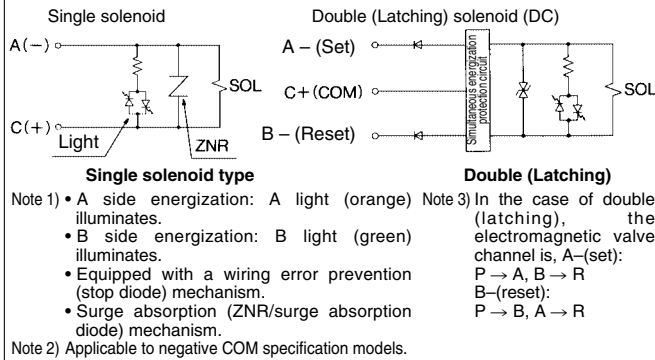 Single solenoid
Double (Latching) solenoid (DC)
A(−)
C(+)
Light
ZNR
SOL
A − (Set)
C+(COM)
B − (Reset)
Simultaneous energization
protection circuit
SOL
Single solenoid type
Double (Latching)
Note 1) • A side energization: A light (orange)
illuminates.
• B side energization: B light (green)
illuminates.
• Equipped with a wiring error prevention
(stop diode) mechanism.
• Surge absorption (ZNR/surge absorption
diode) mechanism.
Note 2) Applicable to negative COM specification models.
Note 3) In the case of double
(latching), the
electromagnetic valve
channel is, A–(set):
P → A, B → R
B–(reset):
P → B, A → R